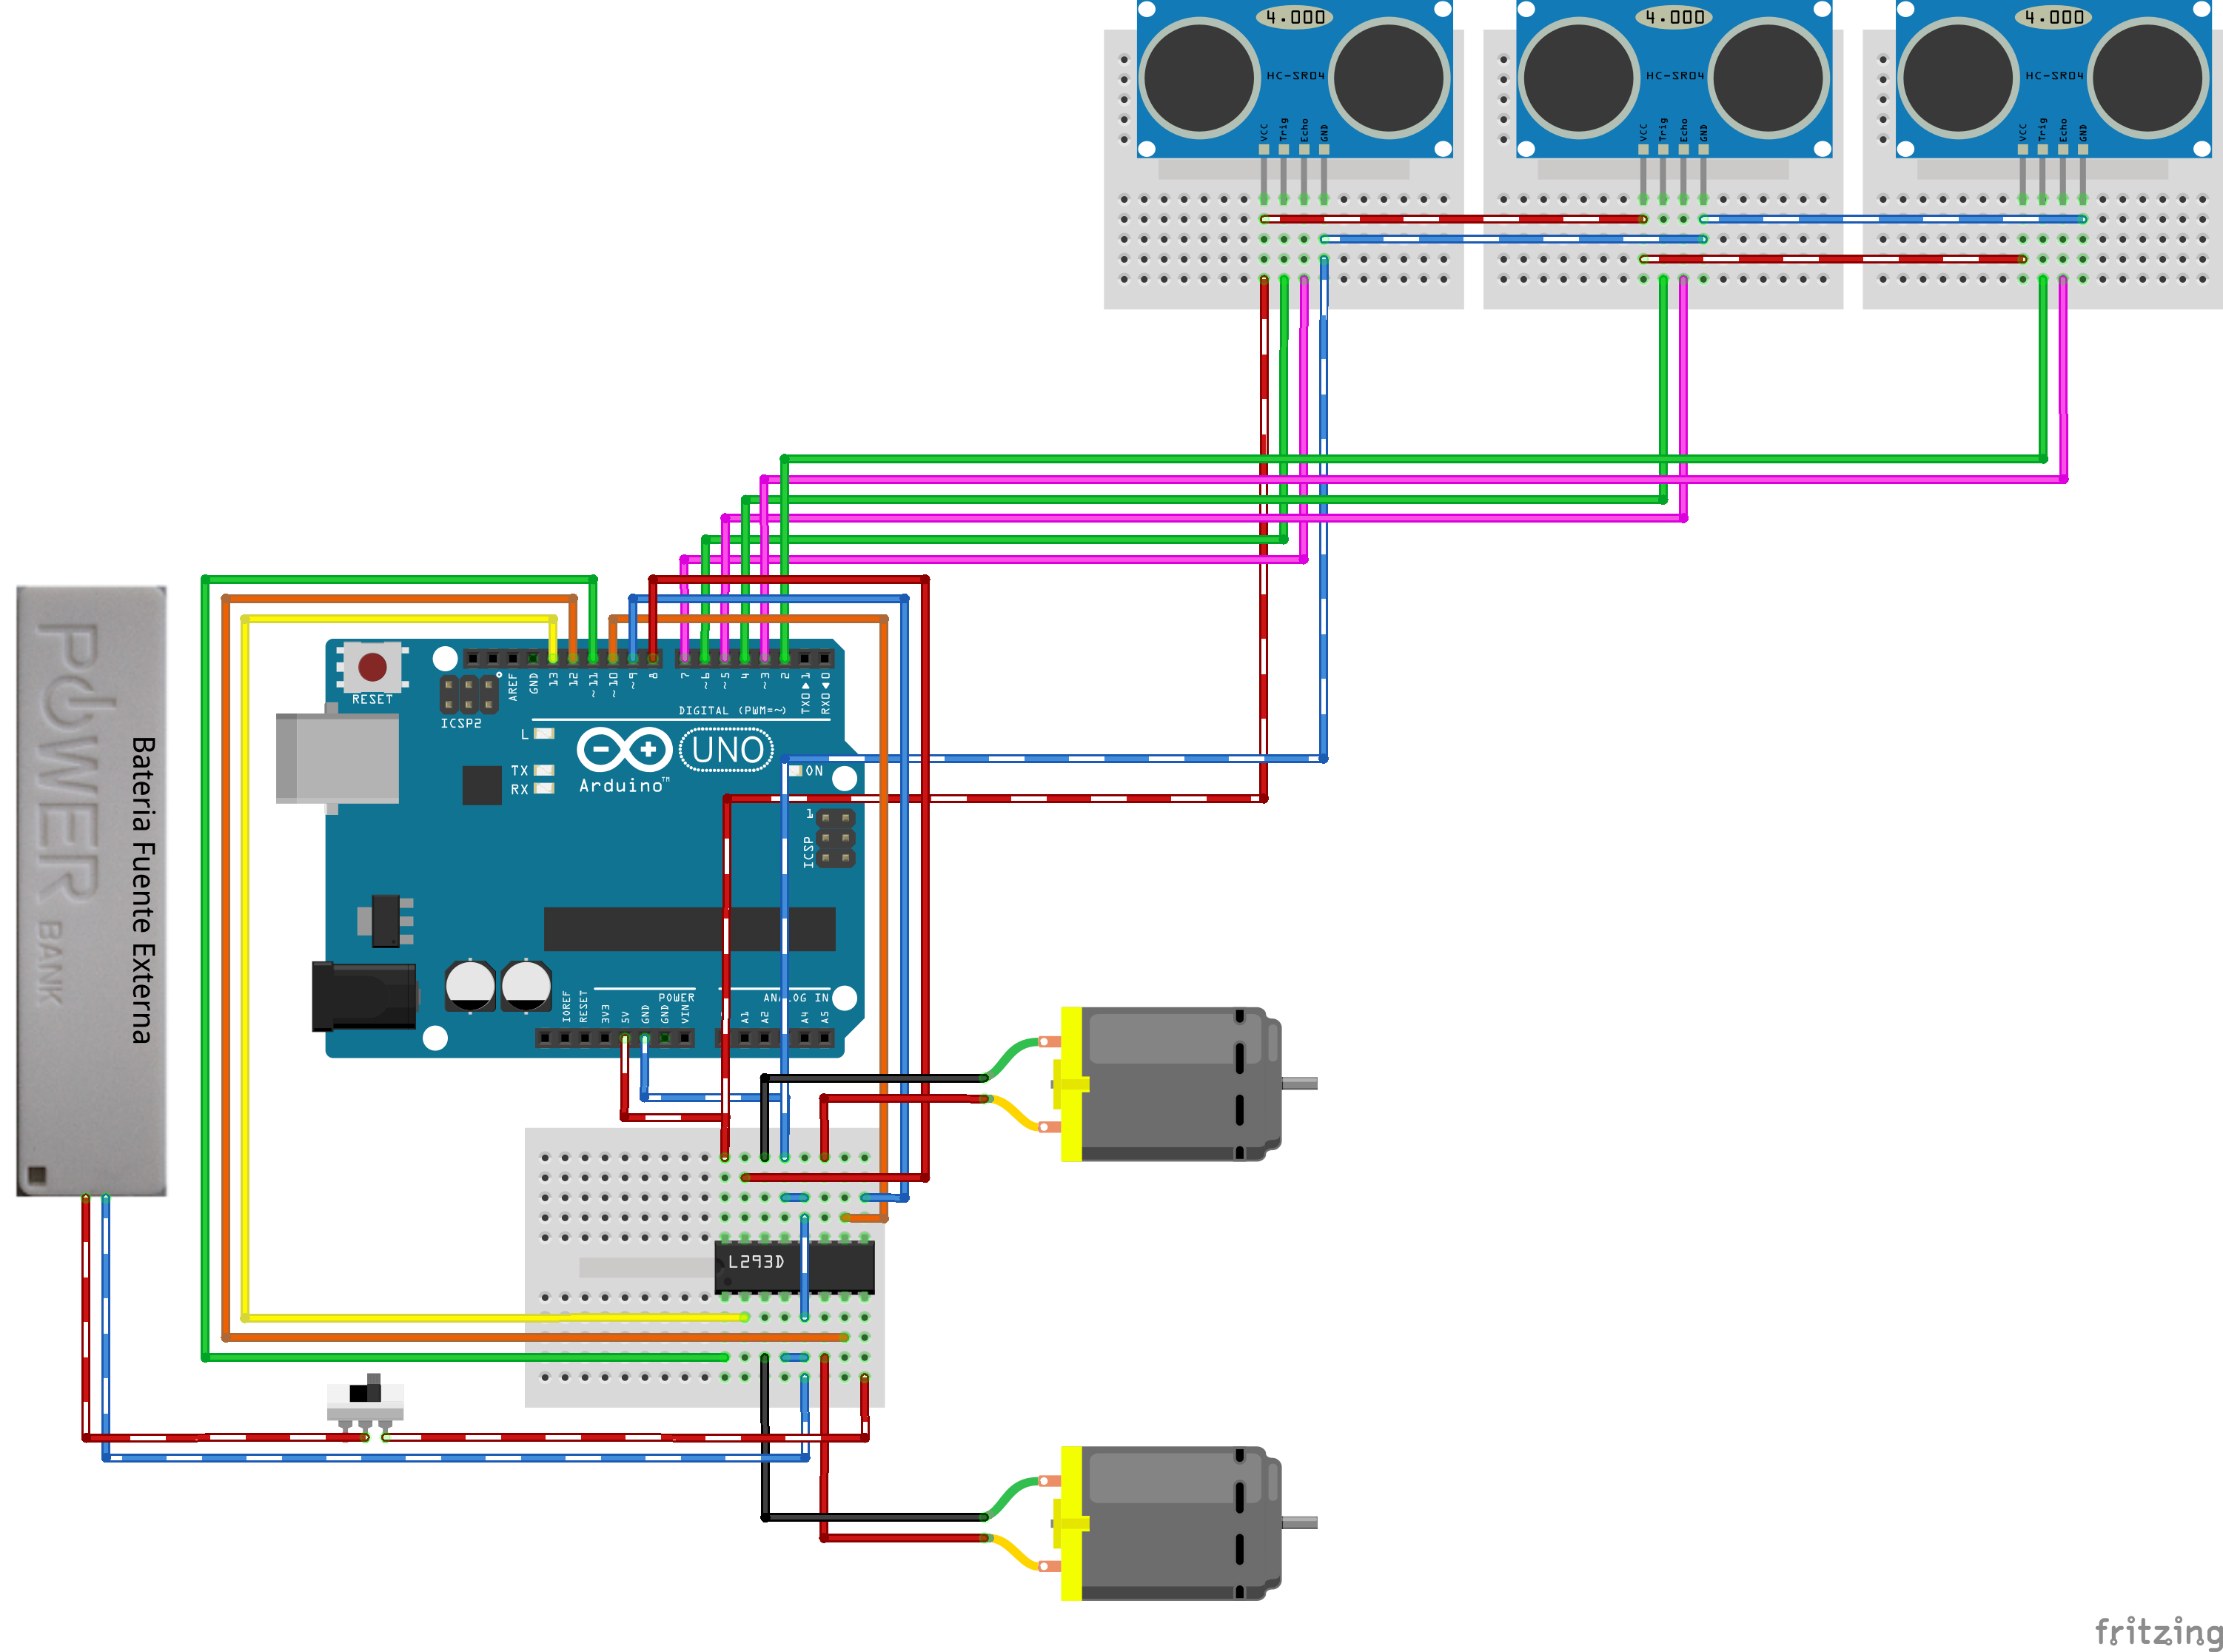 4.000
HC-SR04
VCC
Trig
Echo
GND
4.000
HC-SR04
VCC
Trig
Echo
GND
4.000
HC-SR04
VCC
Trig
Echo
GND
POWER BANK
Bateria Fuente Externa
RESET
ICSP2
AREF
GND
13
12
~11
~10
~9
8
7
~6
~5
4
~3
2
TX0▶1
RX0◀0
DIGITAL (PWM=~)
L
TX
RX
UNO
Arduino™
ON
1
ICSP
IOREF
RESET
3V3
5V
GND
GND
VIN
POWER
A1
A2
A4
A5
ANALOG IN
L293D
fritzing